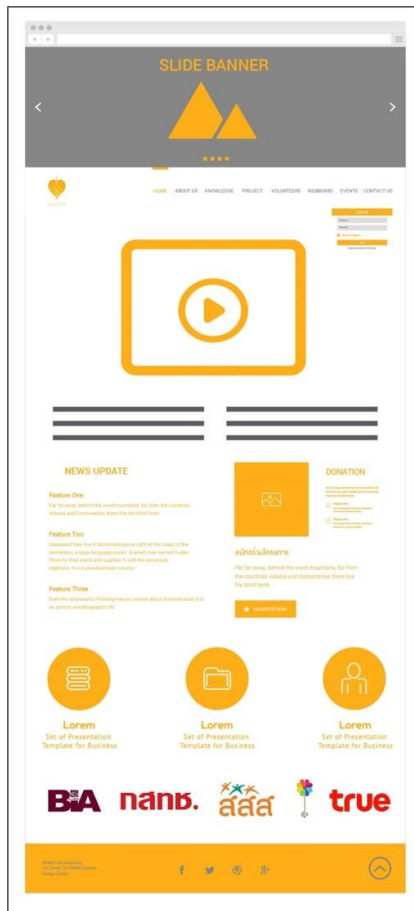 SLIDE BANNER
HOME ABOUT US KNOWLEDGE PROJECT VOLUNTEERS WEBBOARD EVENTS CONTACT US
NEWS UPDATE
Feature One
Far far away, behind the word mountains, far from the countries
Vokalia and Consonantia, there live the blind texts
Feature Two
Separated they live in Bookmarksgrove right at the coast of the
Semantics, a large language ocean. A small river named Duden
flows by their place and supplies it with the necessary
regelialia. It is a paradisematic country
Feature Three
Even the all-powerful Pointing has no control about the blind texts it is
an almost unorthographic life
DONATION
สมัครร่วมโครงการ
Far far away, behind the word mountains, far from
the countries Vokalia and Consonantia, there live
the blind texts
REGISTER NOW
Lorem
Set of Presentation
Template for Business
Lorem
Set of Presentation
Template for Business
Lorem
Set of Presentation
Template for Business
BIA กสทช. สสส true